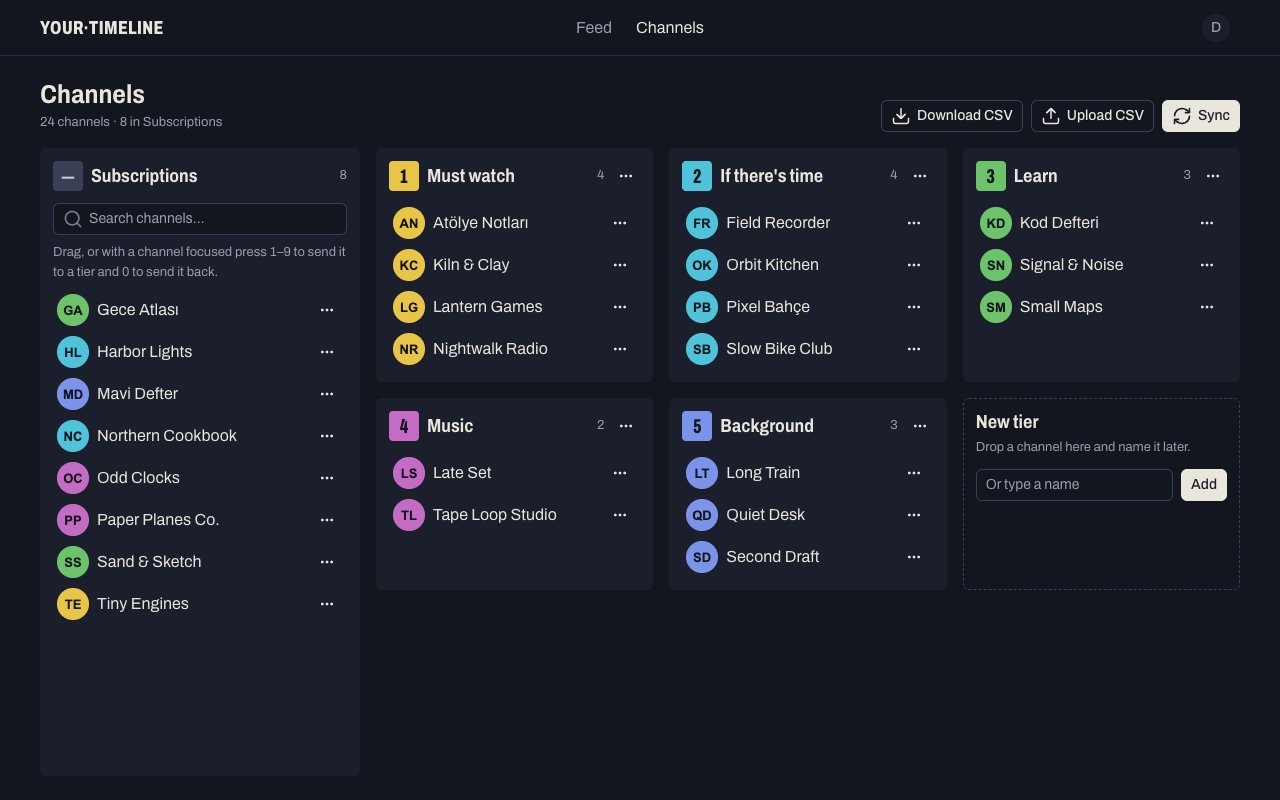 YOUR·TIMELINE
Feed
Channels
D
Channels
24 channels · 8 in Subscriptions
Download CSV
Upload CSV
Sync
– Subscriptions 8
Search channels...
Drag, or with a channel focused press 1–9 to send it
to a tier and 0 to send it back.
GA Gece Atlası
HL Harbor Lights
MD Mavi Defter
NC Northern Cookbook
OC Odd Clocks
PP Paper Planes Co.
SS Sand & Sketch
TE Tiny Engines
1 Must watch 4
AN Atölye Notları
KC Kiln & Clay
LG Lantern Games
NR Nightwalk Radio
2 If there's time 4
FR Field Recorder
OK Orbit Kitchen
PB Pixel Bahçe
SB Slow Bike Club
3 Learn 3
KD Kod Defteri
SN Signal & Noise
SM Small Maps
4 Music 2
LS Late Set
TL Tape Loop Studio
5 Background 3
LT Long Train
QD Quiet Desk
SD Second Draft
New tier
Drop a channel here and name it later.
Or type a name
Add